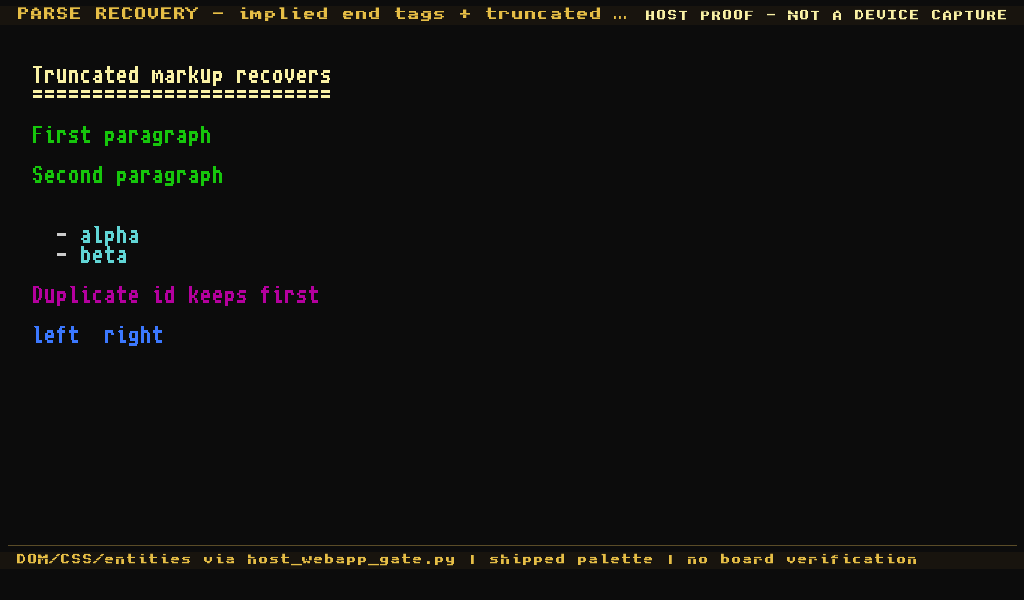 PARSE RECOVERY - implied end tags + truncated … HOST PROOF - NOT A DEVICE CAPTURE
Truncated markup recovers
=========================
First paragraph
Second paragraph
- alpha
- beta
Duplicate id keeps first
left  right
DOM/CSS/entities via host_webapp_gate.py | shipped palette | no board verification